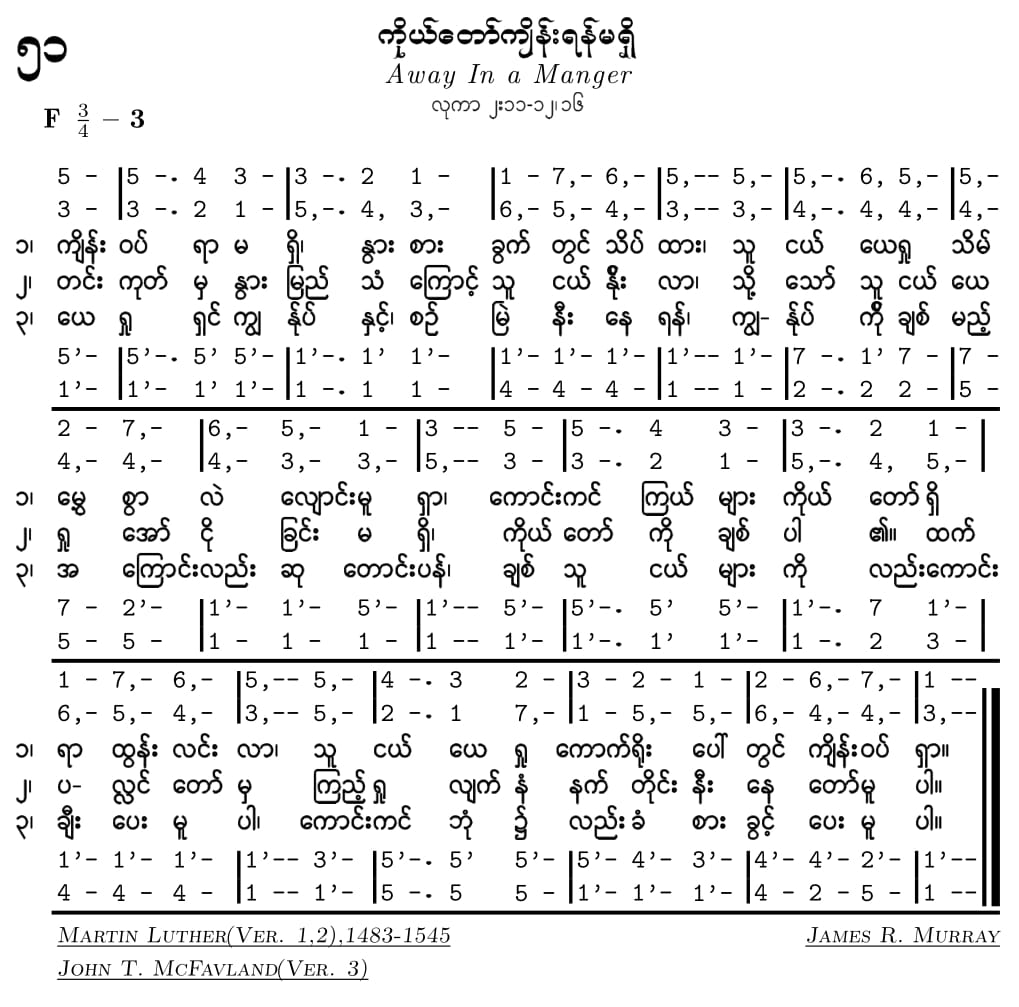 ၅၁
ကိုယ်တော်ကျိန်းရန်မရှိ
Away In a Manger
လုကာ ၂း၁၁-၁၂၊၁၆
F 3/4 – 3
5 - |5 -. 4 3 - |3 -. 2 1 - |1 - 7,- 6,- |5,-- 5,- |5,-. 6, 5,- |5,-
3 - |3 -. 2 1 - |5,-. 4, 3,- |6,- 5,- 4,- |3,-- 3,- |4,-. 4, 4,- |4,-
၁၊ ကျိန်း ဝပ် ရာ မ ရှိ၊ နွား စား ခွက် တွင် သိပ် ထား၊ သူ ငယ် ယေရှု သိမ်
၂၊ တင်း ကုတ် မှ နွား မြည် သံ ကြောင့် သူ ငယ် နိုး လာ၊ သို့ သော် သူ ငယ် ယေ
၃၊ ယေ ရှု ရှင် ကျွ န်ုပ် နှင့်၊ စဉ် မြဲ နီး နေ ရန်၊ ကျွ- န်ုပ် ကို ချစ် မည့်
5'- |5'-. 5' 5'- |1'-. 1' 1'- |1'- 1'- 1'- |1'-- 1'- |7 -. 1' 7 - |7 -
1'- |1'- 1' 1'- |1 -. 1 1 - |4 - 4 - 4 - |1 -- 1 - |2 -. 2 2 - |5 -
2 - 7,- |6,- 5,- 1 - |3 -- 5 - |5 -. 4 3 - |3 -. 2 1 - |
4,- 4,- |4,- 3,- 3,- |5,-- 3 - |3 -. 2 1 - |5,-. 4, 5,- |
၁၊ မွေ့ စွာ လဲ လျောင်းမူ ရှာ၊ ကောင်းကင် ကြယ် များ ကိုယ် တော် ရှိ
၂၊ ရှု အော် ငို ခြင်း မ ရှိ၊ ကိုယ် တော် ကို ချစ် ပါ ၏။ ထက်
၃၊ အ ကြောင်းလည်း ဆု တောင်းပန်၊ ချစ် သူ ငယ် များ ကို လည်းကောင်း
7 - 2'- |1'- 1'- 5'- |1'-- 5'- |5'-. 5' 5'- |1'-. 7 1'- |
5 - 5 - |1 - 1 - 1 - |1 -- 1'- |1'-. 1' 1'- |1 -. 2 3 - |
1 - 7,- 6,- |5,-- 5,- |4 -. 3 2 - |3 - 2 - 1 - |2 - 6,- 7,- |1 --
6,- 5,- 4,- |3,-- 5,- |2 -. 1 7,- |1 - 5,- 5,- |6,- 4,- 4,- |3,--
၁၊ ရာ ထွန်း လင်း လာ၊ သူ ငယ် ယေ ရှု ကောက်ရိုး ပေါ် တွင် ကျိန်းဝပ် ရှာ။
၂၊ ပ- လ္လင် တော် မှ ကြည့် ရှု လျက် နံ နက် တိုင်း နီး နေ တော်မူ ပါ။
၃၊ ချီး ပေး မူ ပါ၊ ကောင်းကင် ဘုံ ၌ လည်း ခံ စား ခွင့် ပေး မူ ပါ။
1'- 1'- 1'- |1'-- 3'- |5'-. 5' 5'- |5'- 4'- 3'- |4'- 4'- 2'- |1'--
4 - 4 - 4 - |1 -- 1'- |5 -. 5 5 - |1'- 1'- 1'- |4 - 2 - 5 - |1 --
Martin Luther(Ver. 1,2),1483-1545 James R. Murray
John T. McFavland(Ver. 3)